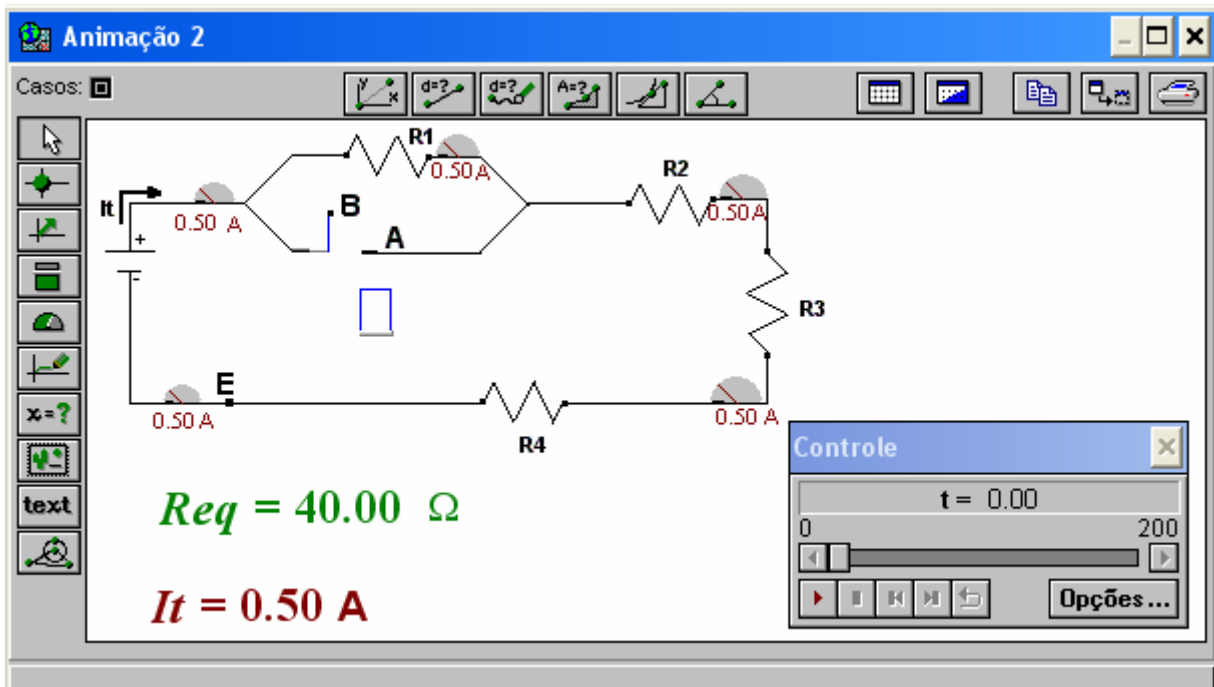 Animação 2
Casos:
y x
d=?
d=?
A=?
R1
0.50 A
R2
It
0.50 A
B
0.50 A
+
A
-
R3
E
0.50 A
0.50 A
R4
x=?
text
Controle
t = 0.00
0 200
Opções...
Req = 40.00 Ω
It = 0.50 A